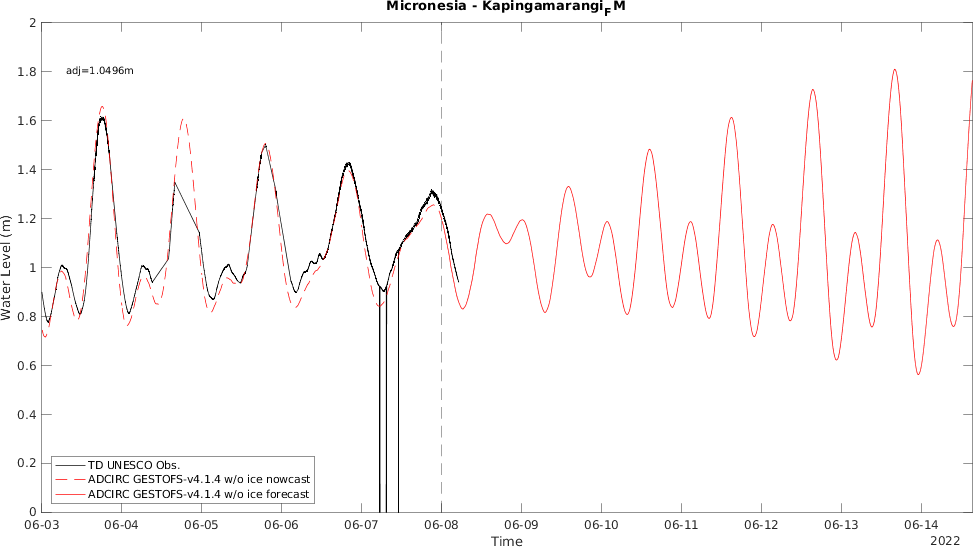 Micronesia - Kapingamarangi_FM
adj=1.0496m
Water Level (m)
2
1.8
1.6
1.4
1.2
1
0.8
0.6
0.4
0.2
0
TD UNESCO Obs.
ADCIRC GESTOFS-v4.1.4 w/o ice nowcast
ADCIRC GESTOFS-v4.1.4 w/o ice forecast
06-03 06-04 06-05 06-06 06-07 06-08 06-09 06-10 06-11 06-12 06-13 06-14
Time
2022